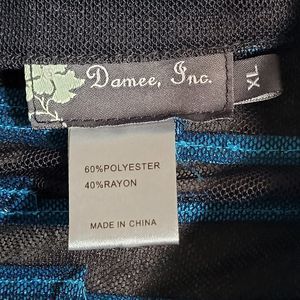 Damee, Inc.
XL
60%POLYESTER
40%RAYON
MADE IN CHINA